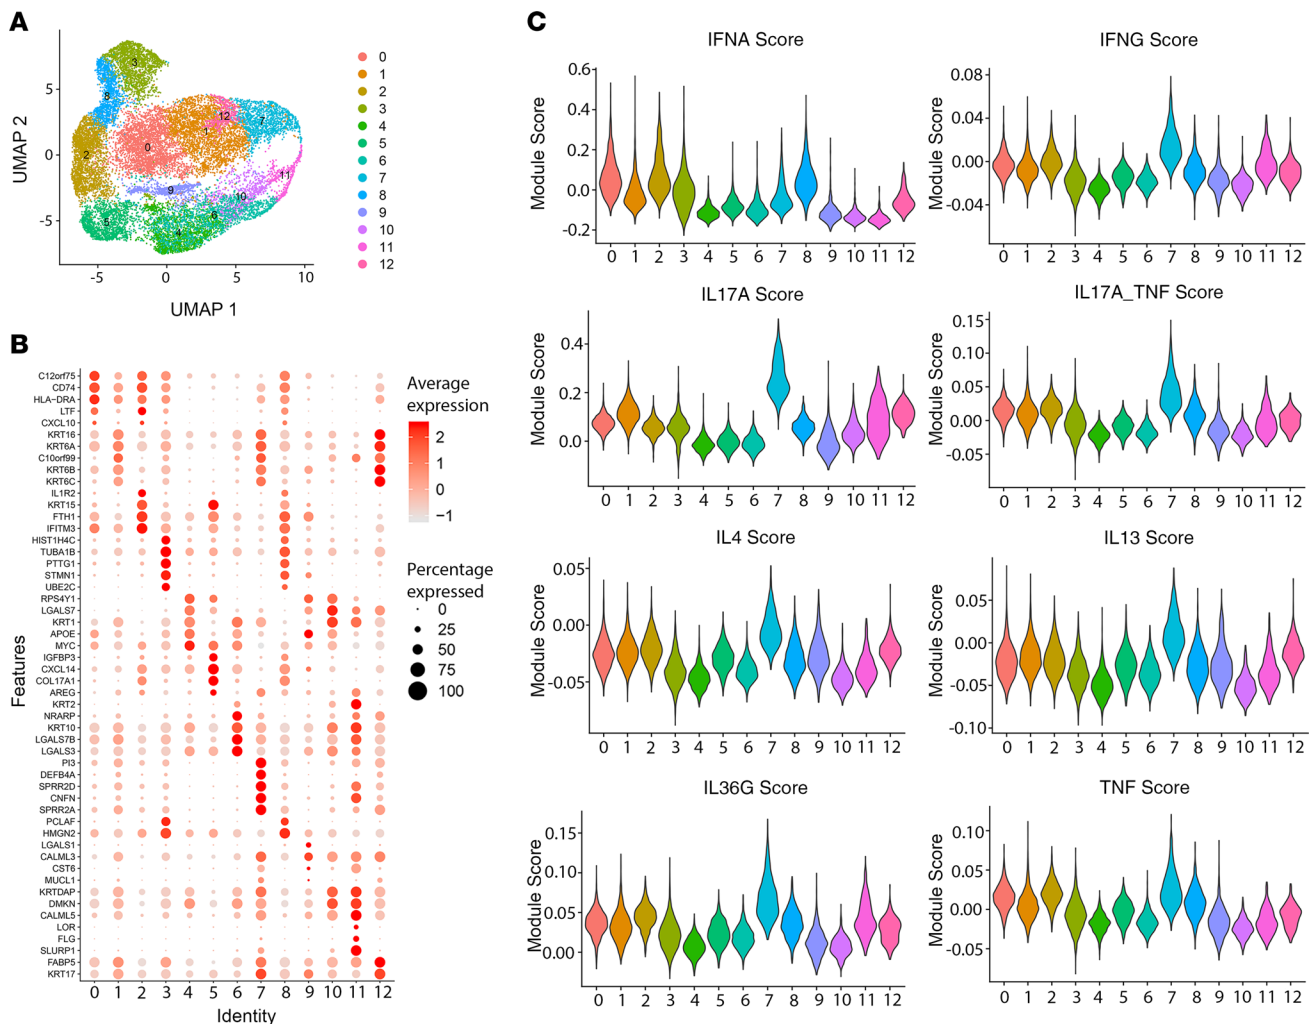 A
5
0
-5
UMAP 2
-5
0
5
10
UMAP 1
3
8
12
7
1
0
2
11
9
10
6
5
4
0
1
2
3
4
5
6
7
8
9
10
11
12
B
C12orf75
CD74
HLA-DRA
LTF
CXCL10
KRT16
KRT6A
C10orf99
KRT6B
KRT6C
IL1R2
KRT15
FTH1
IFITM3
HIST1H4C
TUBA1B
PTTG1
STMN1
UBE2C
RPS4Y1
LGALS7
KRT1
APOE
MYC
IGFBP3
CXCL14
COL17A1
AREG
KRT2
NRARP
KRT10
LGALS7B
LGALS3
PI3
DEFB4A
SPRR2D
CNFN
SPRR2A
PCLAF
HMGN2
LGALS1
CALML3
CST6
MUCL1
KRTDAP
DMKN
CALML5
LOR
FLG
SLURP1
FABP5
KRT17
Features
0 1 2 3 4 5 6 7 8 9 10 11 12
Identity
Average
expression
2
1
0
−1
Percentage
expressed
0
25
50
75
100
C
IFNA Score
Module Score
0.6
0.4
0.2
0.0
-0.2
0 1 2 3 4 5 6 7 8 9 10 11 12
IFNG Score
Module Score
0.08
0.04
0.00
-0.04
0 1 2 3 4 5 6 7 8 9 10 11 12
IL17A Score
Module Score
0.4
0.2
0.0
0 1 2 3 4 5 6 7 8 9 10 11 12
IL17A_TNF Score
Module Score
0.15
0.10
0.05
0.00
-0.05
0 1 2 3 4 5 6 7 8 9 10 11 12
IL4 Score
Module Score
0.05
0.00
-0.05
0 1 2 3 4 5 6 7 8 9 10 11 12
IL13 Score
Module Score
0.05
0.00
-0.05
-0.10
0 1 2 3 4 5 6 7 8 9 10 11 12
IL36G Score
Module Score
0.15
0.10
0.05
0.00
0 1 2 3 4 5 6 7 8 9 10 11 12
TNF Score
Module Score
0.10
0.05
0.00
-0.05
0 1 2 3 4 5 6 7 8 9 10 11 12